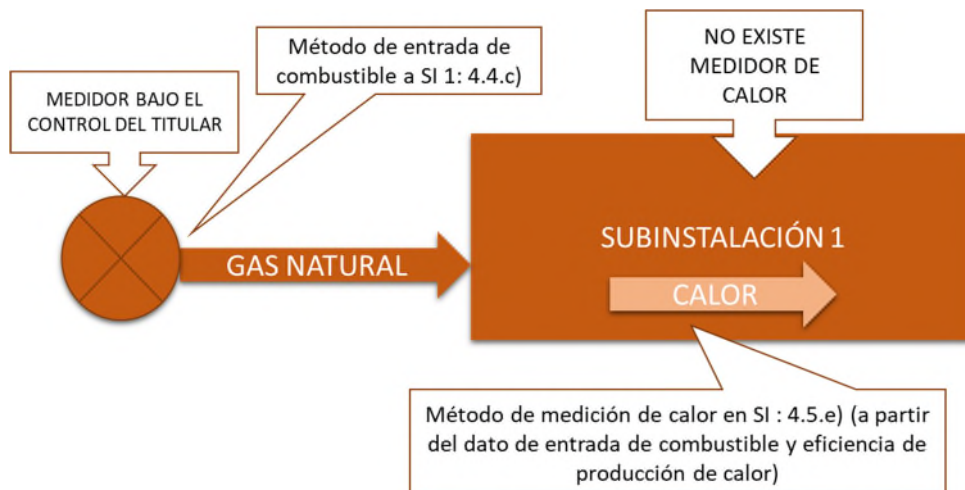 Método de entrada de
combustible a SI 1: 4.4.c)
NO EXISTE
MEDIDOR DE
CALOR
MEDIDOR BAJO EL
CONTROL DEL TITULAR
SUBINSTALACIÓN 1
GAS NATURAL
CALOR
Método de medición de calor en SI : 4.5.e) (a partir
del dato de entrada de combustible y eficiencia de
producción de calor)